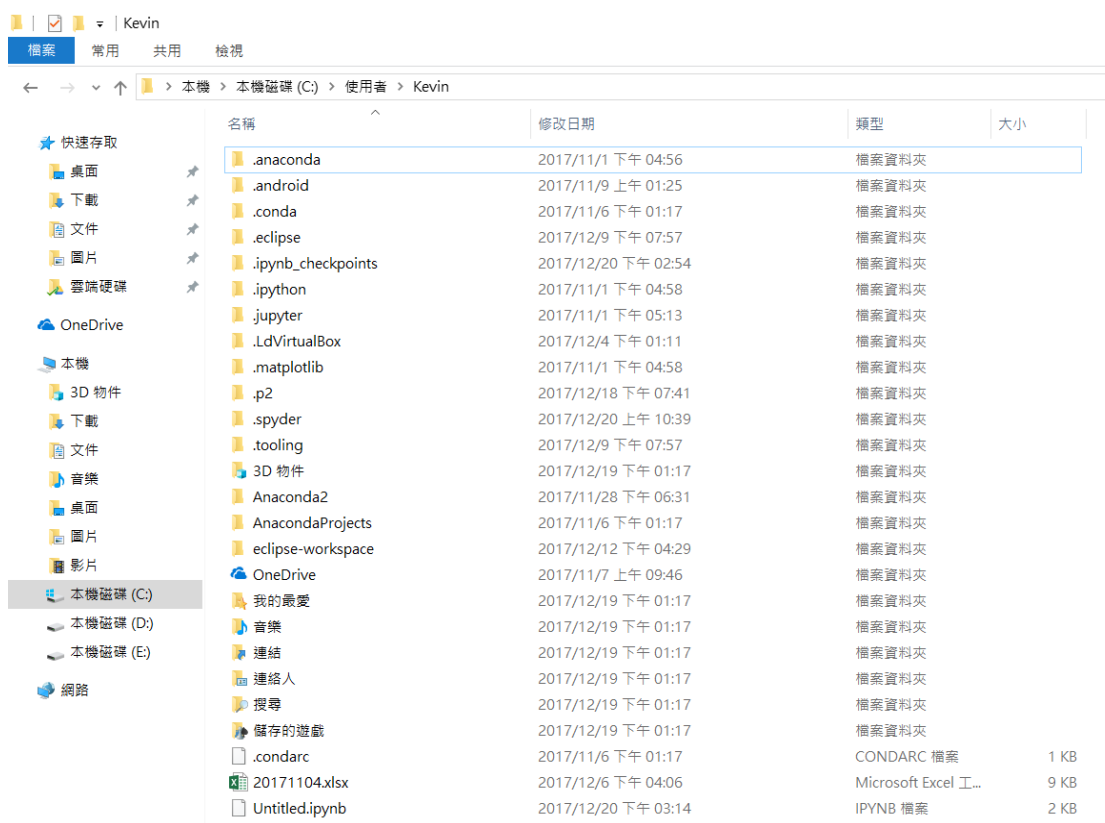 Kevin
檔案 常用 共用 檢視
本機 本機磁碟 (C:) 使用者 Kevin
名稱 修改日期 類型 大小
快速存取
桌面
下載
文件
圖片
雲端硬碟
OneDrive
本機
3D 物件
下載
文件
音樂
桌面
圖片
影片
本機磁碟 (C:)
本機磁碟 (D:)
本機磁碟 (E:)
網路
.anaconda 2017/11/1 下午 04:56 檔案資料夾
.android 2017/11/9 上午 01:25 檔案資料夾
.conda 2017/11/6 下午 01:17 檔案資料夾
.eclipse 2017/12/9 下午 07:57 檔案資料夾
.ipynb_checkpoints 2017/12/20 下午 02:54 檔案資料夾
.ipython 2017/11/1 下午 04:58 檔案資料夾
.jupyter 2017/11/1 下午 05:13 檔案資料夾
.LdVirtualBox 2017/12/4 下午 01:11 檔案資料夾
.matplotlib 2017/11/1 下午 04:58 檔案資料夾
.p2 2017/12/18 下午 07:41 檔案資料夾
.spyder 2017/12/20 上午 10:39 檔案資料夾
.tooling 2017/12/9 下午 07:57 檔案資料夾
3D 物件 2017/12/19 下午 01:17 檔案資料夾
Anaconda2 2017/11/28 下午 06:31 檔案資料夾
AnacondaProjects 2017/11/6 下午 01:17 檔案資料夾
eclipse-workspace 2017/12/12 下午 04:29 檔案資料夾
OneDrive 2017/11/7 上午 09:46 檔案資料夾
我的最愛 2017/12/19 下午 01:17 檔案資料夾
音樂 2017/12/19 下午 01:17 檔案資料夾
連結 2017/12/19 下午 01:17 檔案資料夾
連絡人 2017/12/19 下午 01:17 檔案資料夾
搜尋 2017/12/19 下午 01:17 檔案資料夾
儲存的遊戲 2017/12/19 下午 01:17 檔案資料夾
.condarc 2017/11/6 下午 01:17 CONDARC 檔案 1 KB
20171104.xlsx 2017/12/6 下午 04:06 Microsoft Excel 工... 9 KB
Untitled.ipynb 2017/12/20 下午 03:14 IPYNB 檔案 2 KB